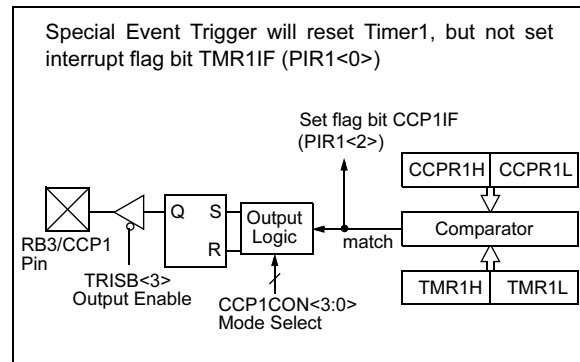 Special Event Trigger will reset Timer1, but not set
interrupt flag bit TMR1IF (PIR1<0>)
Set flag bit CCP1IF
(PIR1<2>)
CCPR1H CCPR1L
Q S
R
Output
Logic
match
Comparator
RB3/CCP1
Pin
TRISB<3>
Output Enable
CCP1CON<3:0>
Mode Select
TMR1H TMR1L